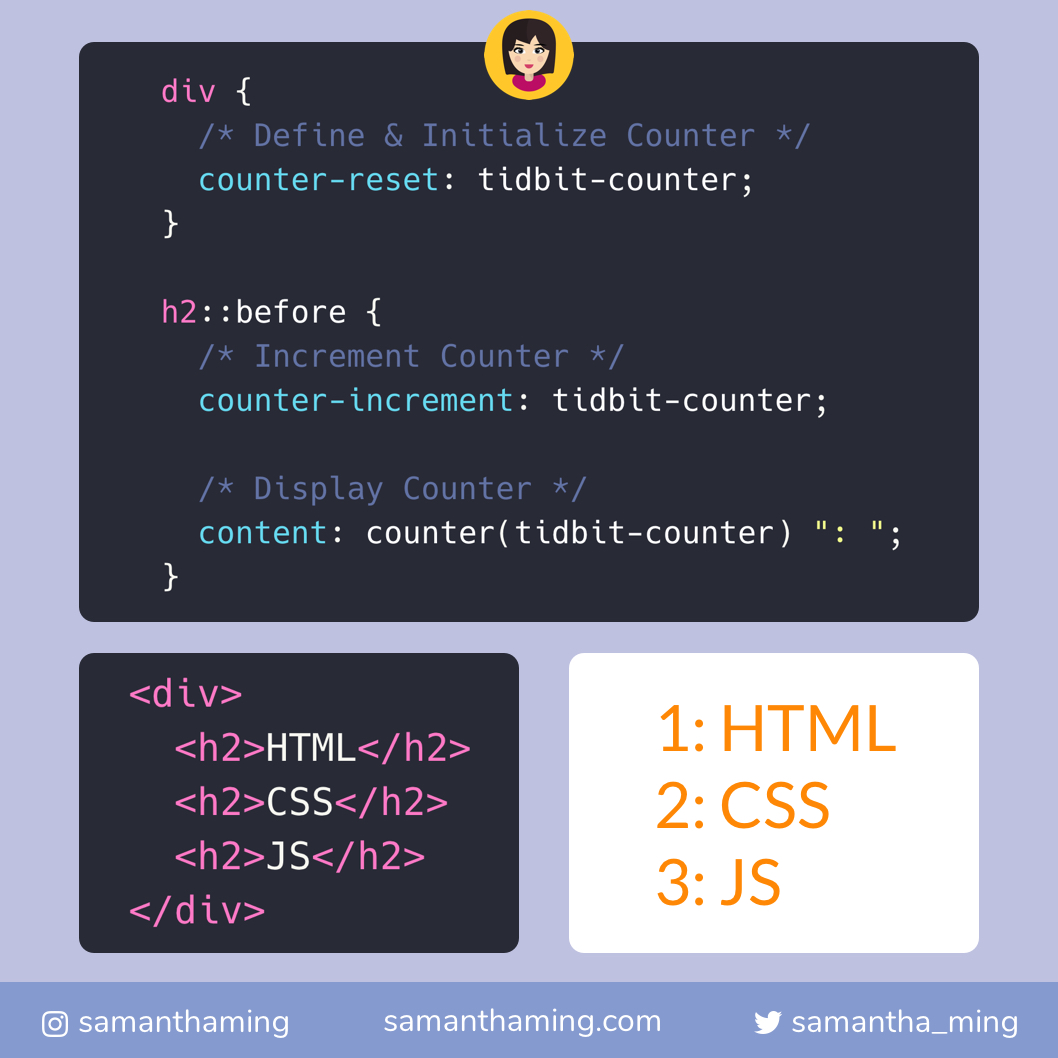 div {
  /* Define & Initialize Counter */
  counter-reset: tidbit-counter;
}

h2::before {
  /* Increment Counter */
  counter-increment: tidbit-counter;

  /* Display Counter */
  content: counter(tidbit-counter) ": ";
}
<div>
  <h2>HTML</h2>
  <h2>CSS</h2>
  <h2>JS</h2>
</div>
1: HTML
2: CSS
3: JS
samanthaming
samanthaming.com
samantha_ming